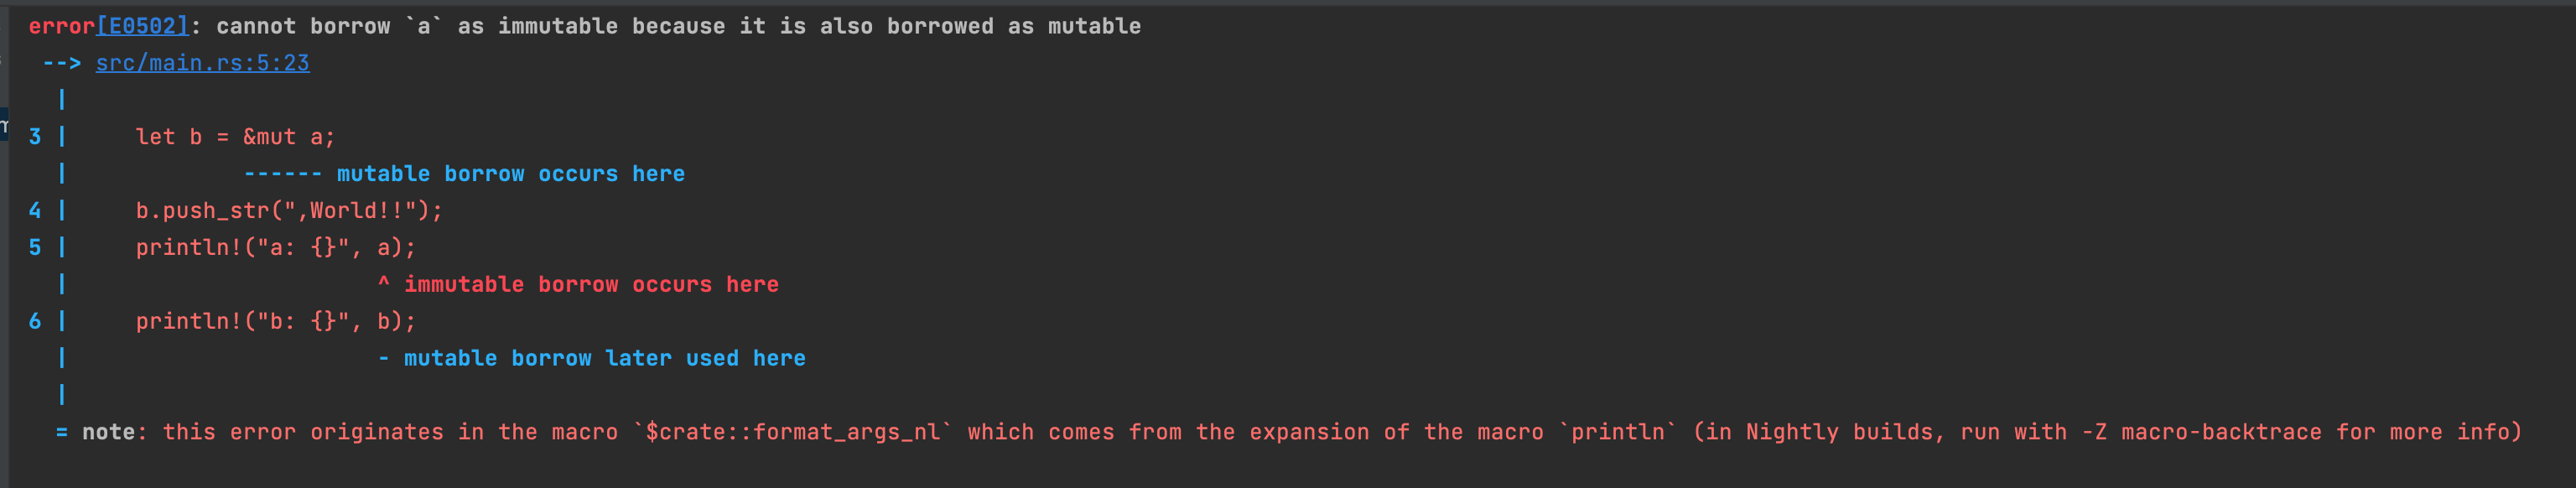 error[E0502]: cannot borrow `a` as immutable because it is also borrowed as mutable
 --> src/main.rs:5:23
  |
3 |     let b = &mut a;
  |             ------ mutable borrow occurs here
4 |     b.push_str(",World!!");
5 |     println!("a: {}", a);
  |                       ^ immutable borrow occurs here
6 |     println!("b: {}", b);
  |                       - mutable borrow later used here
  |
  = note: this error originates in the macro `$crate::format_args_nl` which comes from the expansion of the macro `println` (in Nightly builds, run with -Z macro-backtrace for more info)